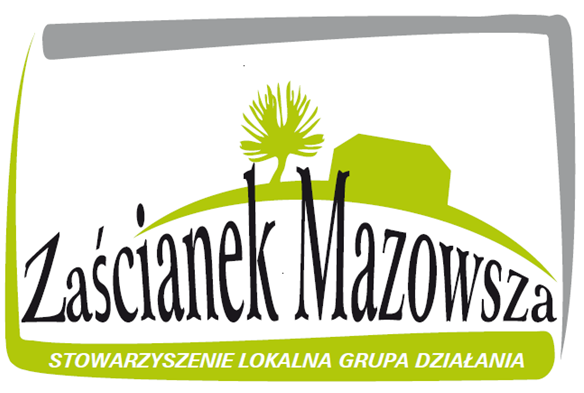 Zaścianek Mazowsza
STOWARZYSZENIE LOKALNA GRUPA DZIAŁANIA